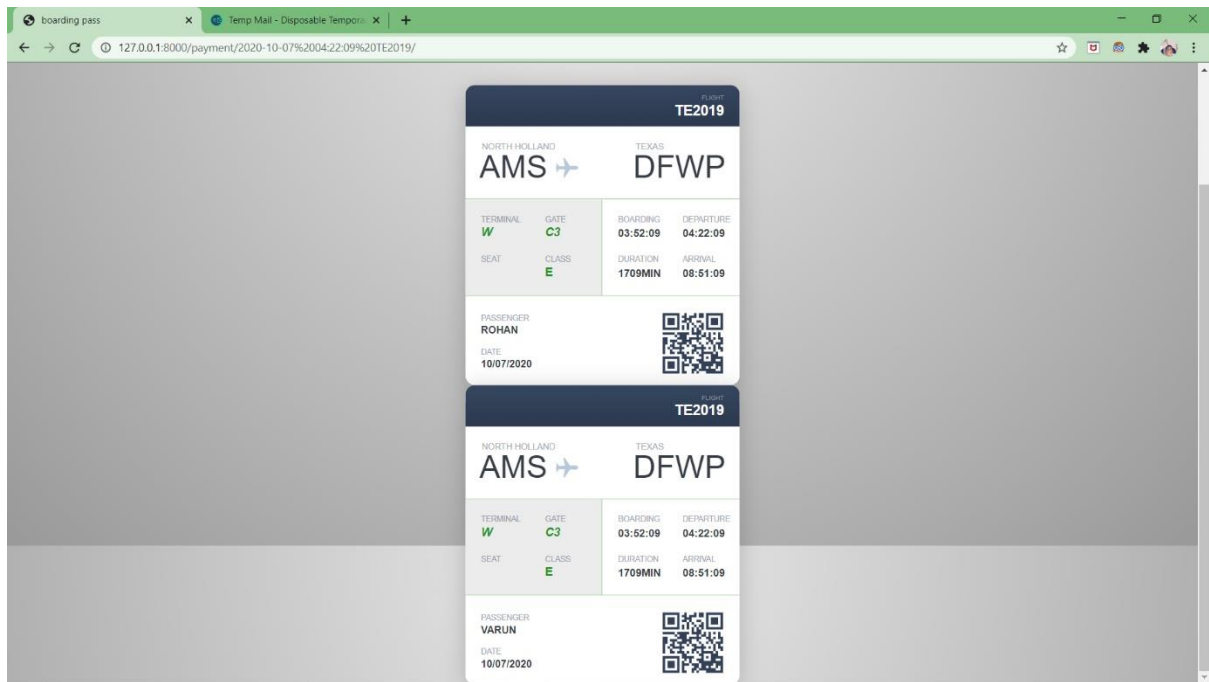 boarding pass
Temp Mail - Disposable Tempora
127.0.0.1:8000/payment/2020-10-07%2004:22:09%20TE2019/
FLIGHT
TE2019
NORTH HOLLAND TEXAS
AMS DFWP
TERMINAL GATE BOARDING DEPARTURE
W C3 03:52:09 04:22:09
SEAT CLASS DURATION ARRIVAL
E 1709MIN 08:51:09
PASSENGER
ROHAN
DATE
10/07/2020
FLIGHT
TE2019
NORTH HOLLAND TEXAS
AMS DFWP
TERMINAL GATE BOARDING DEPARTURE
W C3 03:52:09 04:22:09
SEAT CLASS DURATION ARRIVAL
E 1709MIN 08:51:09
PASSENGER
VARUN
DATE
10/07/2020